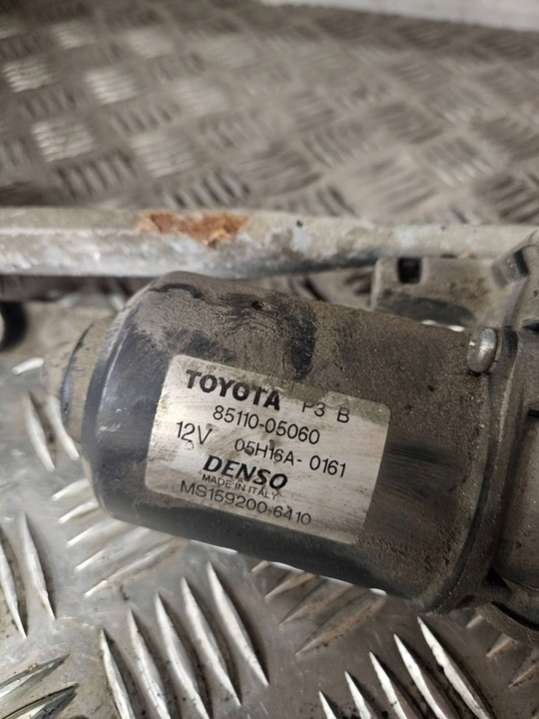 TOYOTA P3 B
85110-05060
12V 05H16A-0161
DENSO
MADE IN ITALY
MS159200-6410